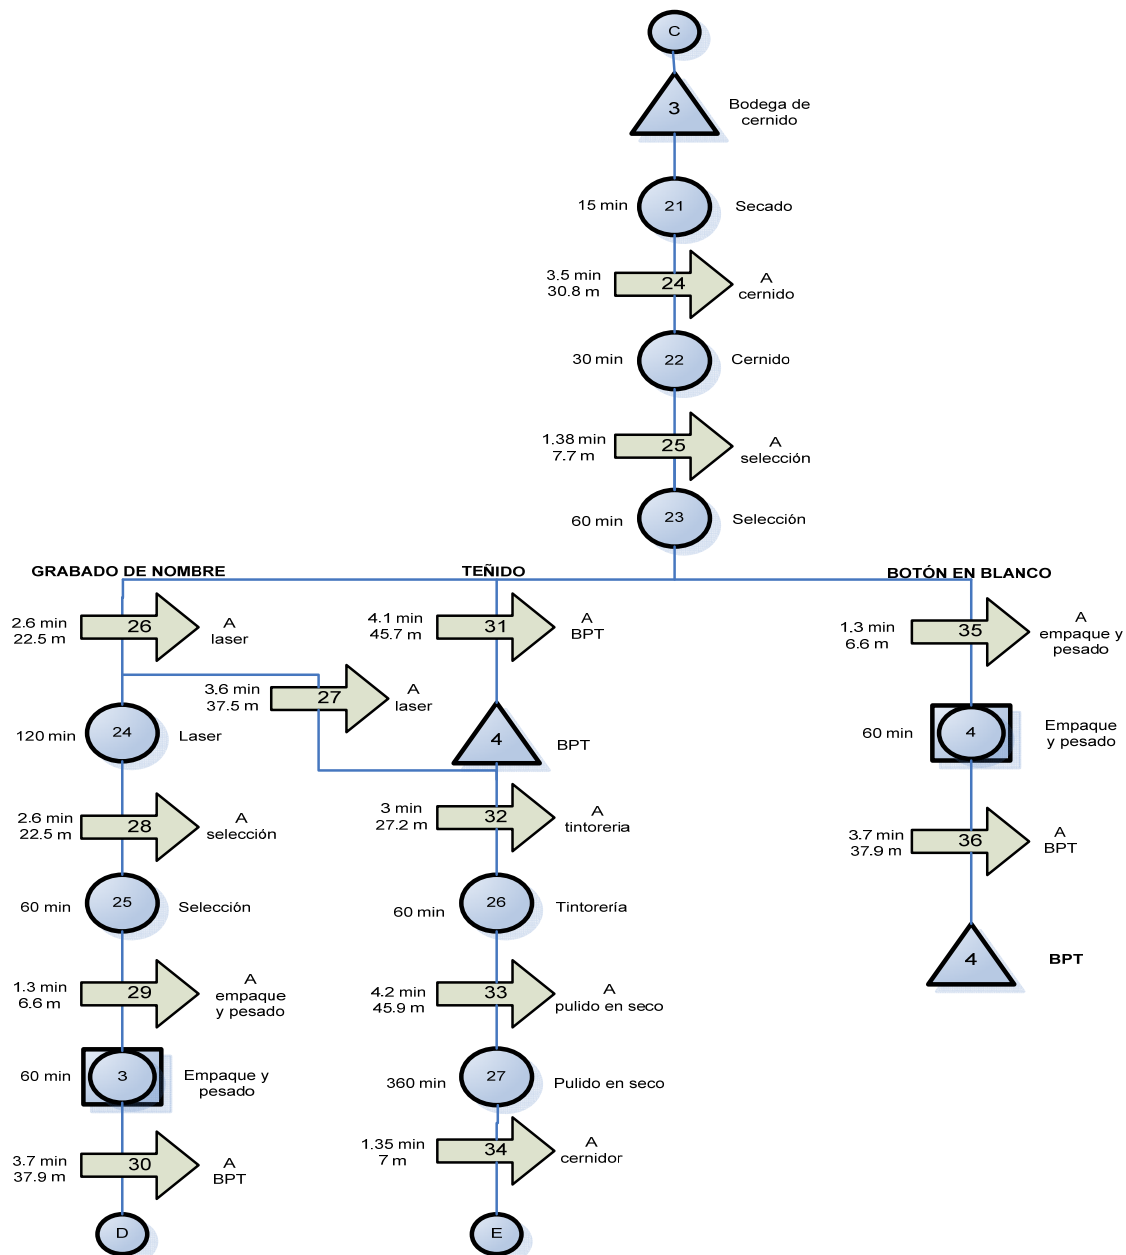 C
3
Bodega de
cernido
15 min
21
Secado
3.5 min
30.8 m
24
A
cernido
30 min
22
Cernido
1.38 min
7.7 m
25
A
selección
60 min
23
Selección
GRABADO DE NOMBRE
TEÑIDO
BOTÓN EN BLANCO
2.6 min
22.5 m
26
A
laser
3.6 min
37.5 m
27
A
laser
120 min
24
Laser
2.6 min
22.5 m
28
A
selección
60 min
25
Selección
1.3 min
6.6 m
29
A
empaque
y pesado
60 min
3
Empaque y
pesado
3.7 min
37.9 m
30
A
BPT
D
4.1 min
45.7 m
31
A
BPT
4
BPT
3 min
27.2 m
32
A
tintoreria
60 min
26
Tintorería
4.2 min
45.9 m
33
A
pulido en seco
360 min
27
Pulido en seco
1.35 min
7 m
34
A
cernidor
E
1.3 min
6.6 m
35
A
empaque y
pesado
60 min
4
Empaque
y pesado
3.7 min
37.9 m
36
A
BPT
4
BPT